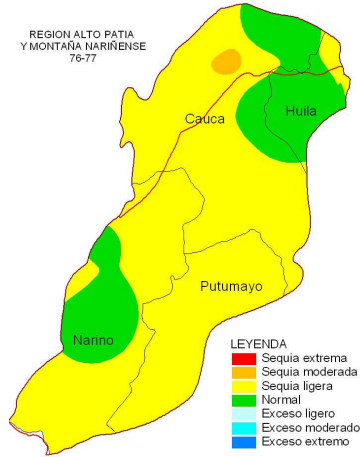 REGION ALTO PATIA
Y MONTAÑA NARIÑENSE
76-77
Huila
Cauca
Putumayo
Narino
LEYENDA
Sequia extrema
Sequia moderada
Sequia ligera
Normal
Exceso ligero
Exceso moderado
Exceso extremo